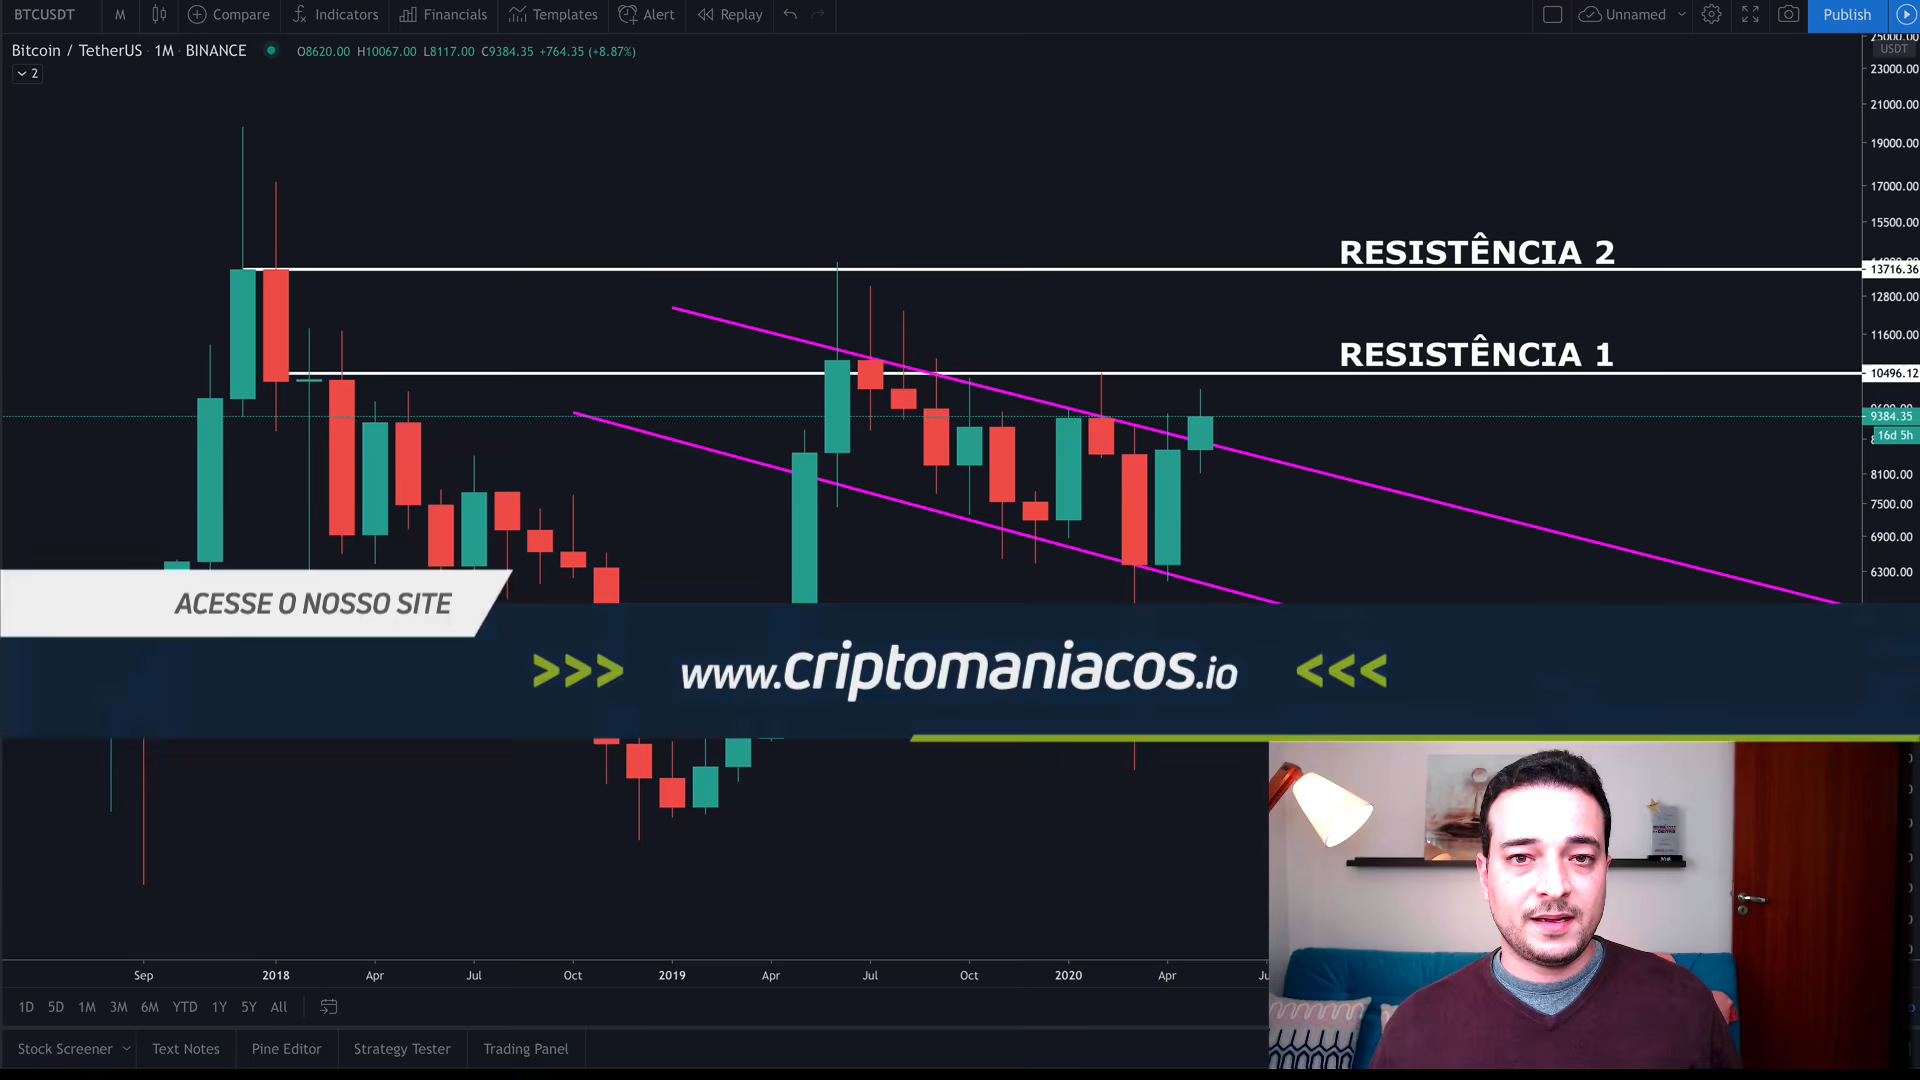 BTCUSDT M Compare Indicators Financials Templates Alert Replay Unnamed Publish
Bitcoin / TetherUS · 1M · BINANCE O8620.00 H10067.00 L8117.00 C9384.35 +764.35 (+8.87%)
2
25000.00
USDT
23000.00
21000.00
19000.00
17000.00
15500.00
RESISTÊNCIA 2
13716.36
12800.00
11600.00
RESISTÊNCIA 1
10496.12
9384.35
16d 5h
8100.00
7500.00
6900.00
6300.00
ACESSE O NOSSO SITE
>>> www.criptomaniacos.io <<<
Sep 2018 Apr Jul Oct 2019 Apr Jul Oct 2020 Apr
1D 5D 1M 3M 6M YTD 1Y 5Y All
Stock Screener Text Notes Pine Editor Strategy Tester Trading Panel